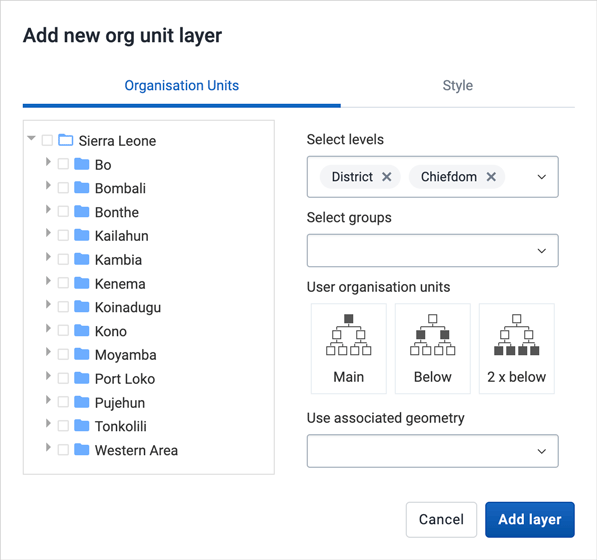 Add new org unit layer
Organisation Units
Style
Sierra Leone
Bo
Bombali
Bonthe
Kailahun
Kambia
Kenema
Koinadugu
Kono
Moyamba
Port Loko
Pujehun
Tonkolili
Western Area
Select levels
District
Chiefdom
Select groups
User organisation units
Main
Below
2 x below
Use associated geometry
Cancel
Add layer